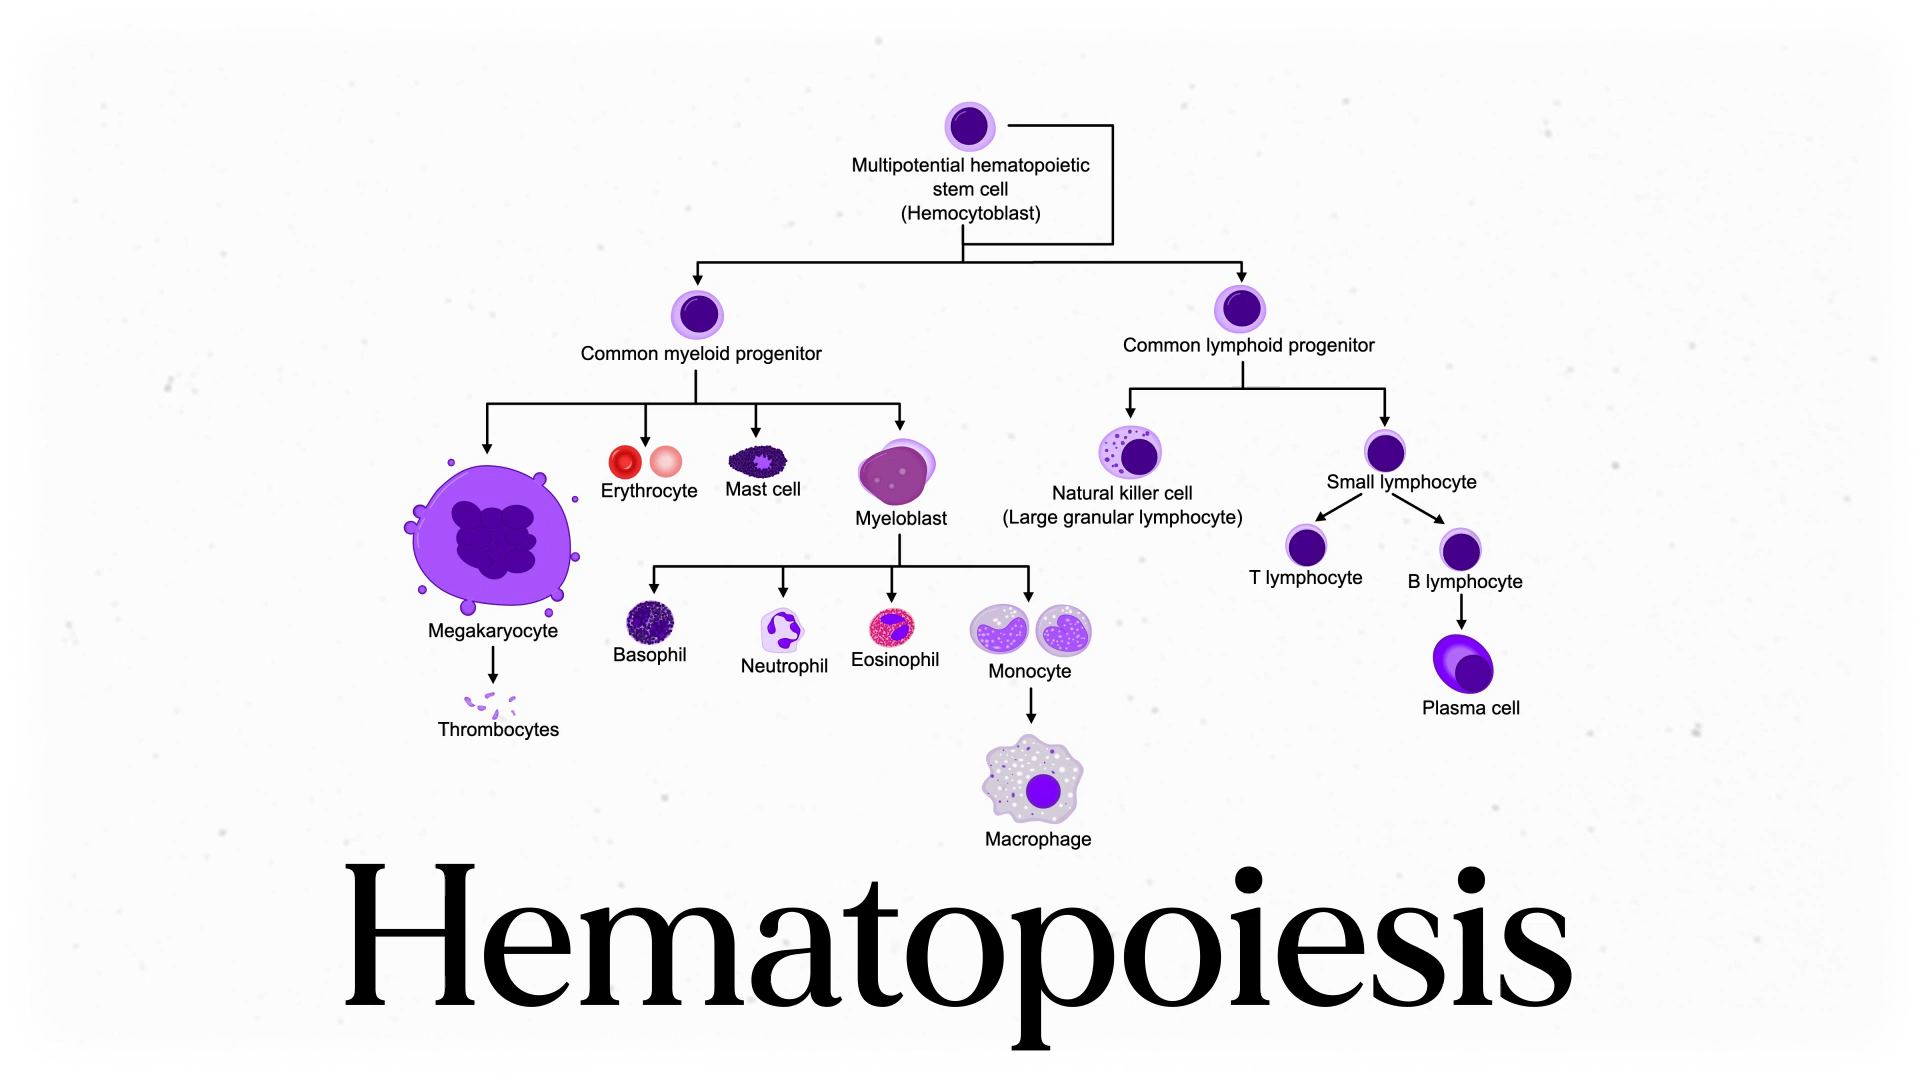 Multipotential hematopoietic
stem cell
(Hemocytoblast)
Common myeloid progenitor
Common lymphoid progenitor
Erythrocyte
Mast cell
Myeloblast
Natural killer cell
(Large granular lymphocyte)
Small lymphocyte
T lymphocyte
B lymphocyte
Megakaryocyte
Basophil
Neutrophil
Eosinophil
Monocyte
Plasma cell
Thrombocytes
Macrophage
Hematopoiesis